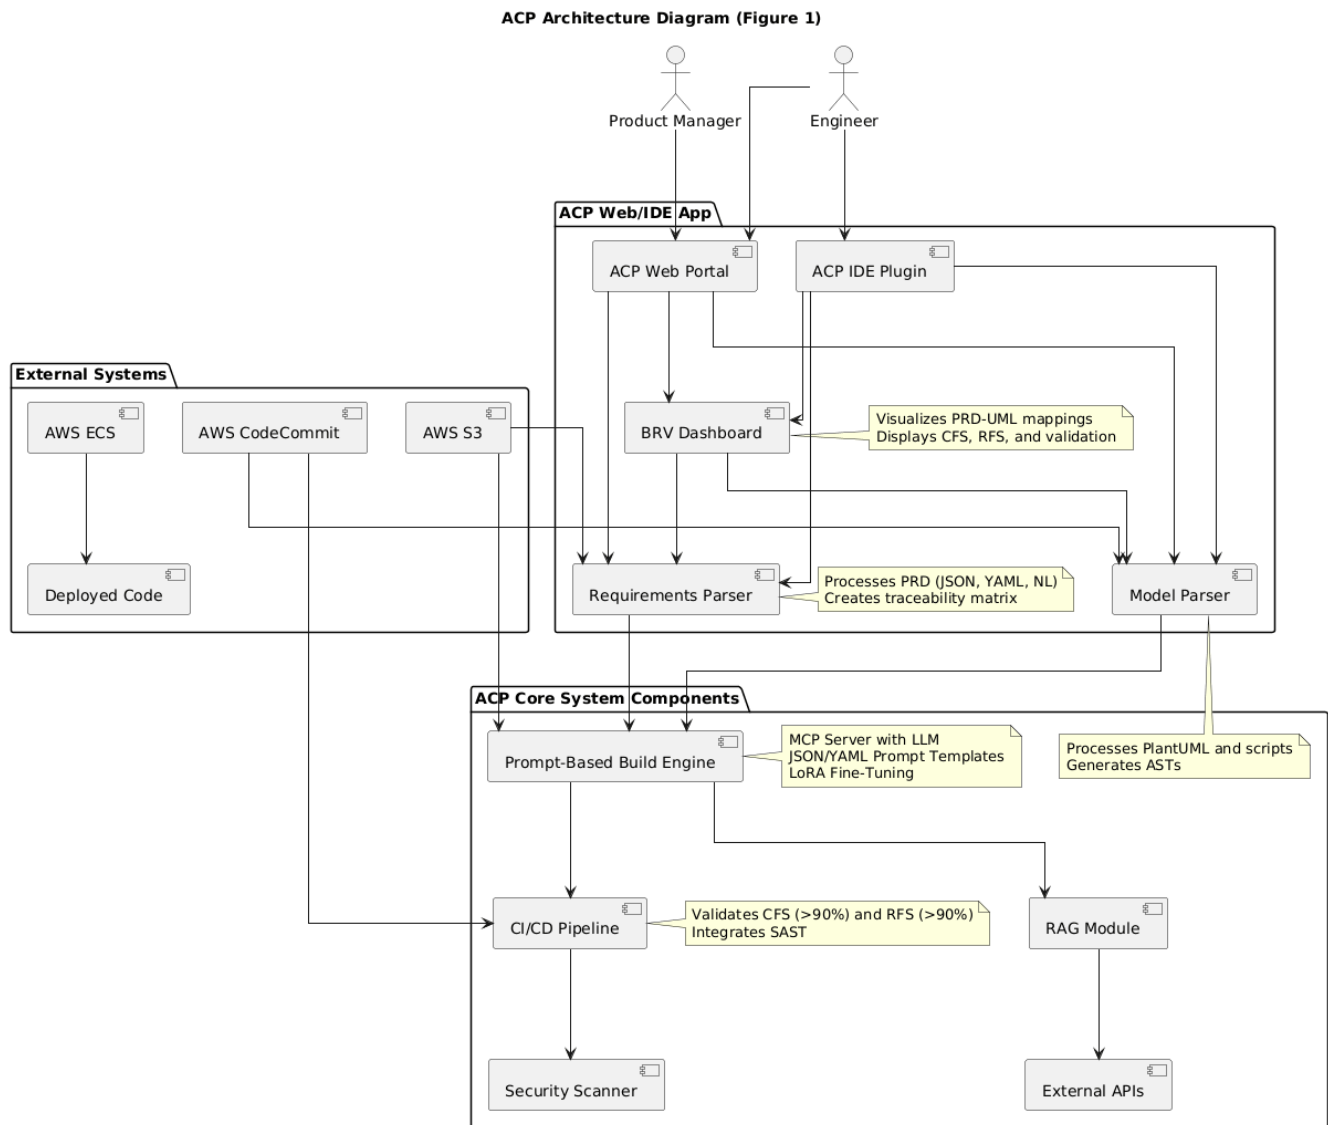 ACP Architecture Diagram (Figure 1)
Product Manager
Engineer
ACP Web/IDE App
ACP Web Portal
ACP IDE Plugin
External Systems
AWS ECS
AWS CodeCommit
AWS S3
BRV Dashboard
Visualizes PRD-UML mappings
Displays CFS, RFS, and validation
Deployed Code
Requirements Parser
Processes PRD (JSON, YAML, NL)
Creates traceability matrix
Model Parser
ACP Core System Components
Prompt-Based Build Engine
MCP Server with LLM
JSON/YAML Prompt Templates
LoRA Fine-Tuning
Processes PlantUML and scripts
Generates ASTs
CI/CD Pipeline
Validates CFS (>90%) and RFS (>90%)
Integrates SAST
RAG Module
Security Scanner
External APIs